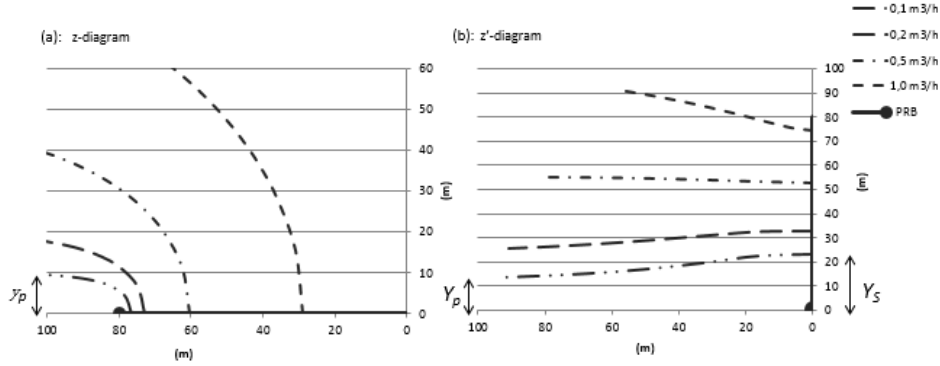 (a): z-diagram
60
50
40
30
20
10
0
(m)
yp
100 80 60 40 20 0
(m)
(b): z'-diagram
100
90
80
70
60
50
40
30
20
10
0
(m)
Yp
YS
100 80 60 40 20 0
(m)
0,1 m3/h
0,2 m3/h
0,5 m3/h
1,0 m3/h
PRB